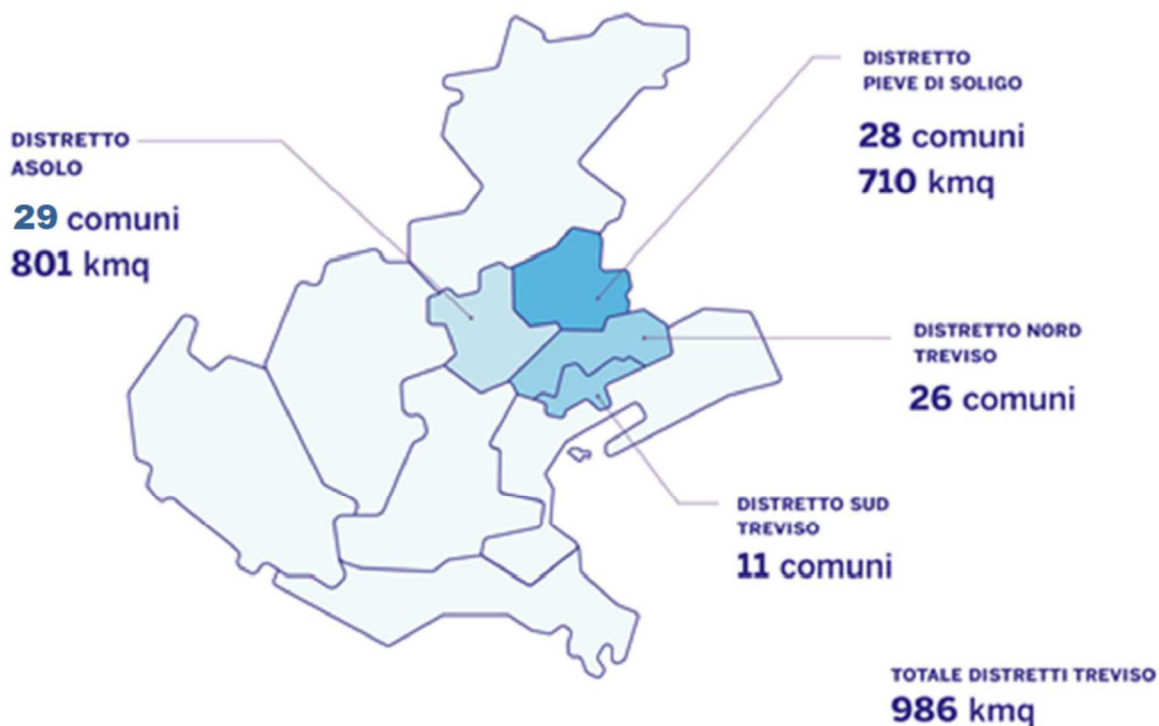 DISTRETTO
ASOLO
29 comuni
801 kmq
DISTRETTO
PIEVE DI SOLIGO
28 comuni
710 kmq
DISTRETTO NORD
TREVISO
26 comuni
DISTRETTO SUD
TREVISO
11 comuni
TOTALE DISTRETTI TREVISO
986 kmq